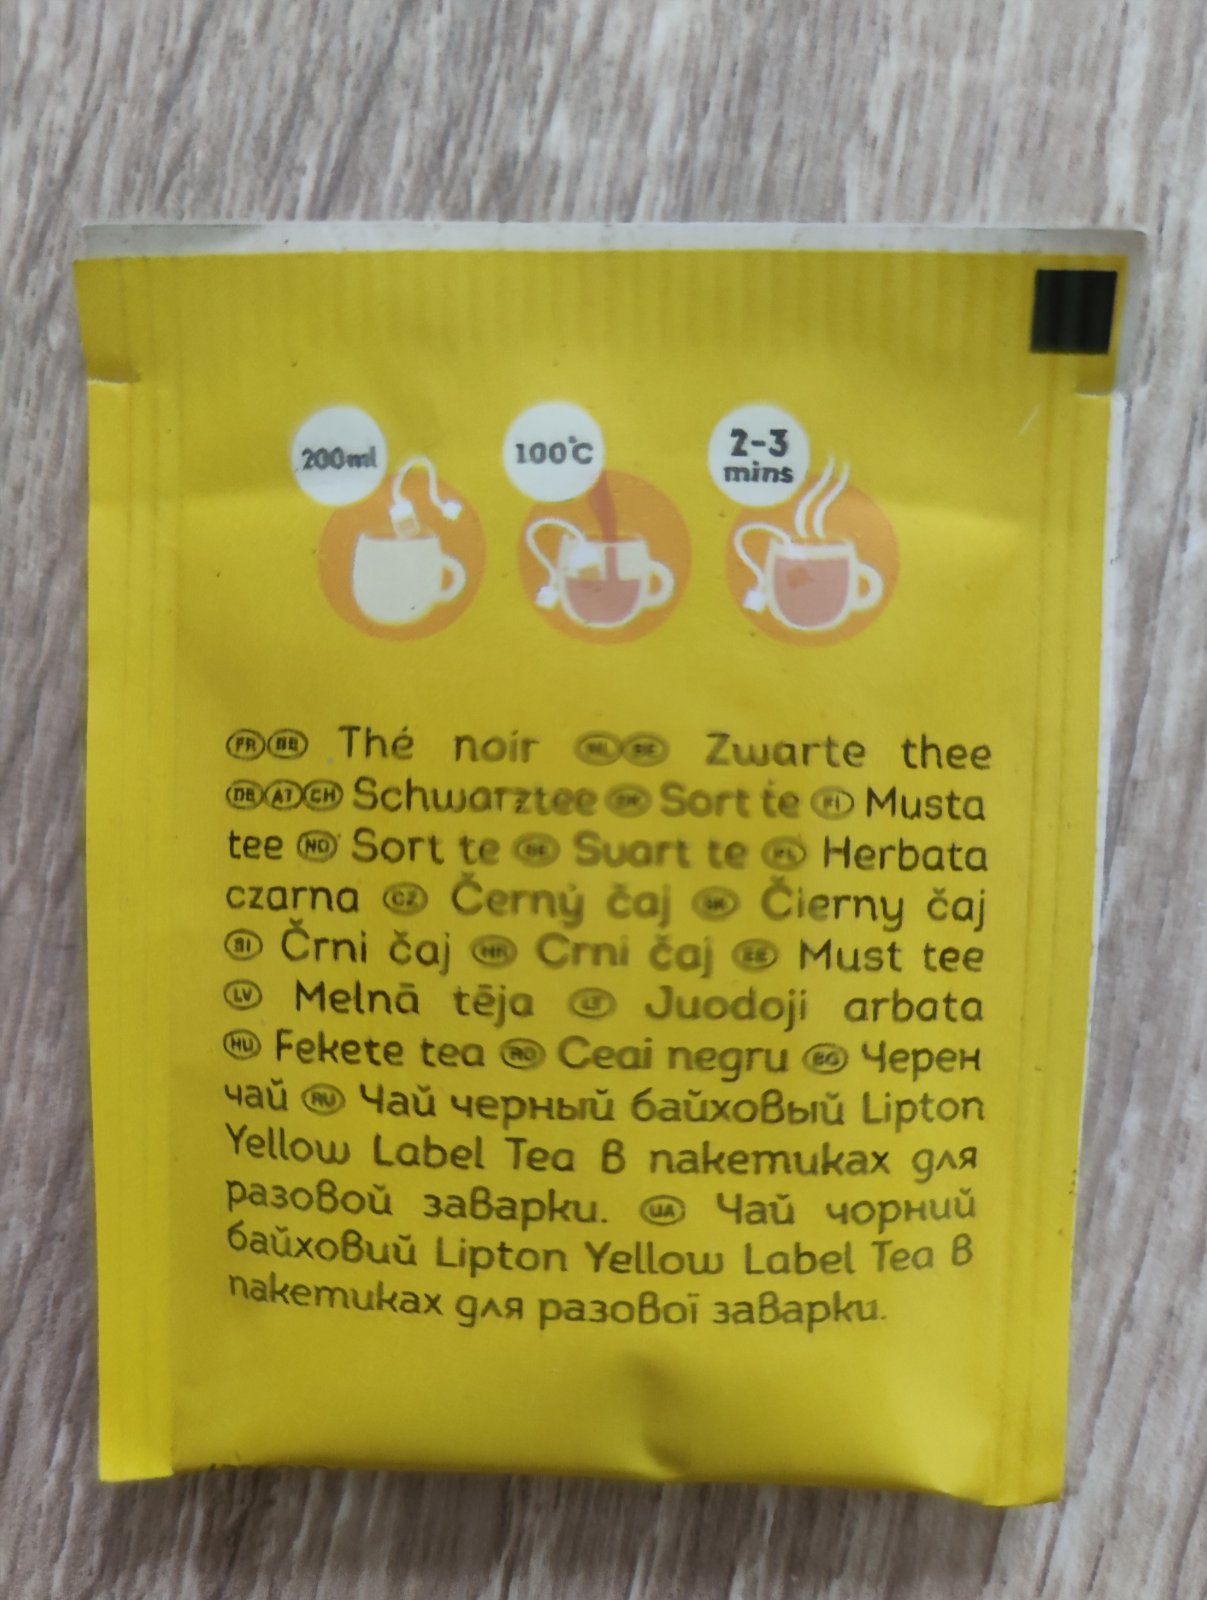 200ml
100°C
2-3
mins
FR BE Thé noir NL BE Zwarte thee
DE AT CH Schwarztee DK Sort te FI Musta
tee NO Sort te SE Svart te PL Herbata
czarna CZ Černý čaj SK Čierny čaj
SI Črni čaj HR Crni čaj EE Must tee
LV Melnā tēja LT Juodoji arbata
HU Fekete tea RO Ceai negru BG Черен
чай RU Чай черный байховый Lipton
Yellow Label Tea в пакетиках для
разовой заварки. UA Чай чорний
байховий Lipton Yellow Label Tea в
пакетиках для разової заварки.